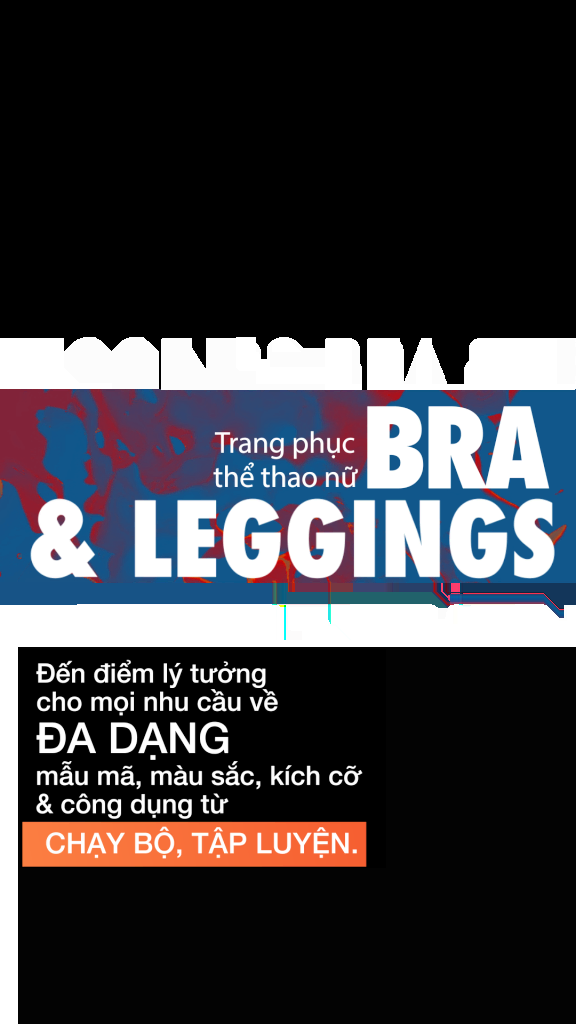 Trang phục
thể thao nữ
BRA
& LEGGINGS
Đến điểm lý tưởng
cho mọi nhu cầu về
ĐA DẠNG
mẫu mã, màu sắc, kích cỡ
& công dụng từ
CHẠY BỘ, TẬP LUYỆN.